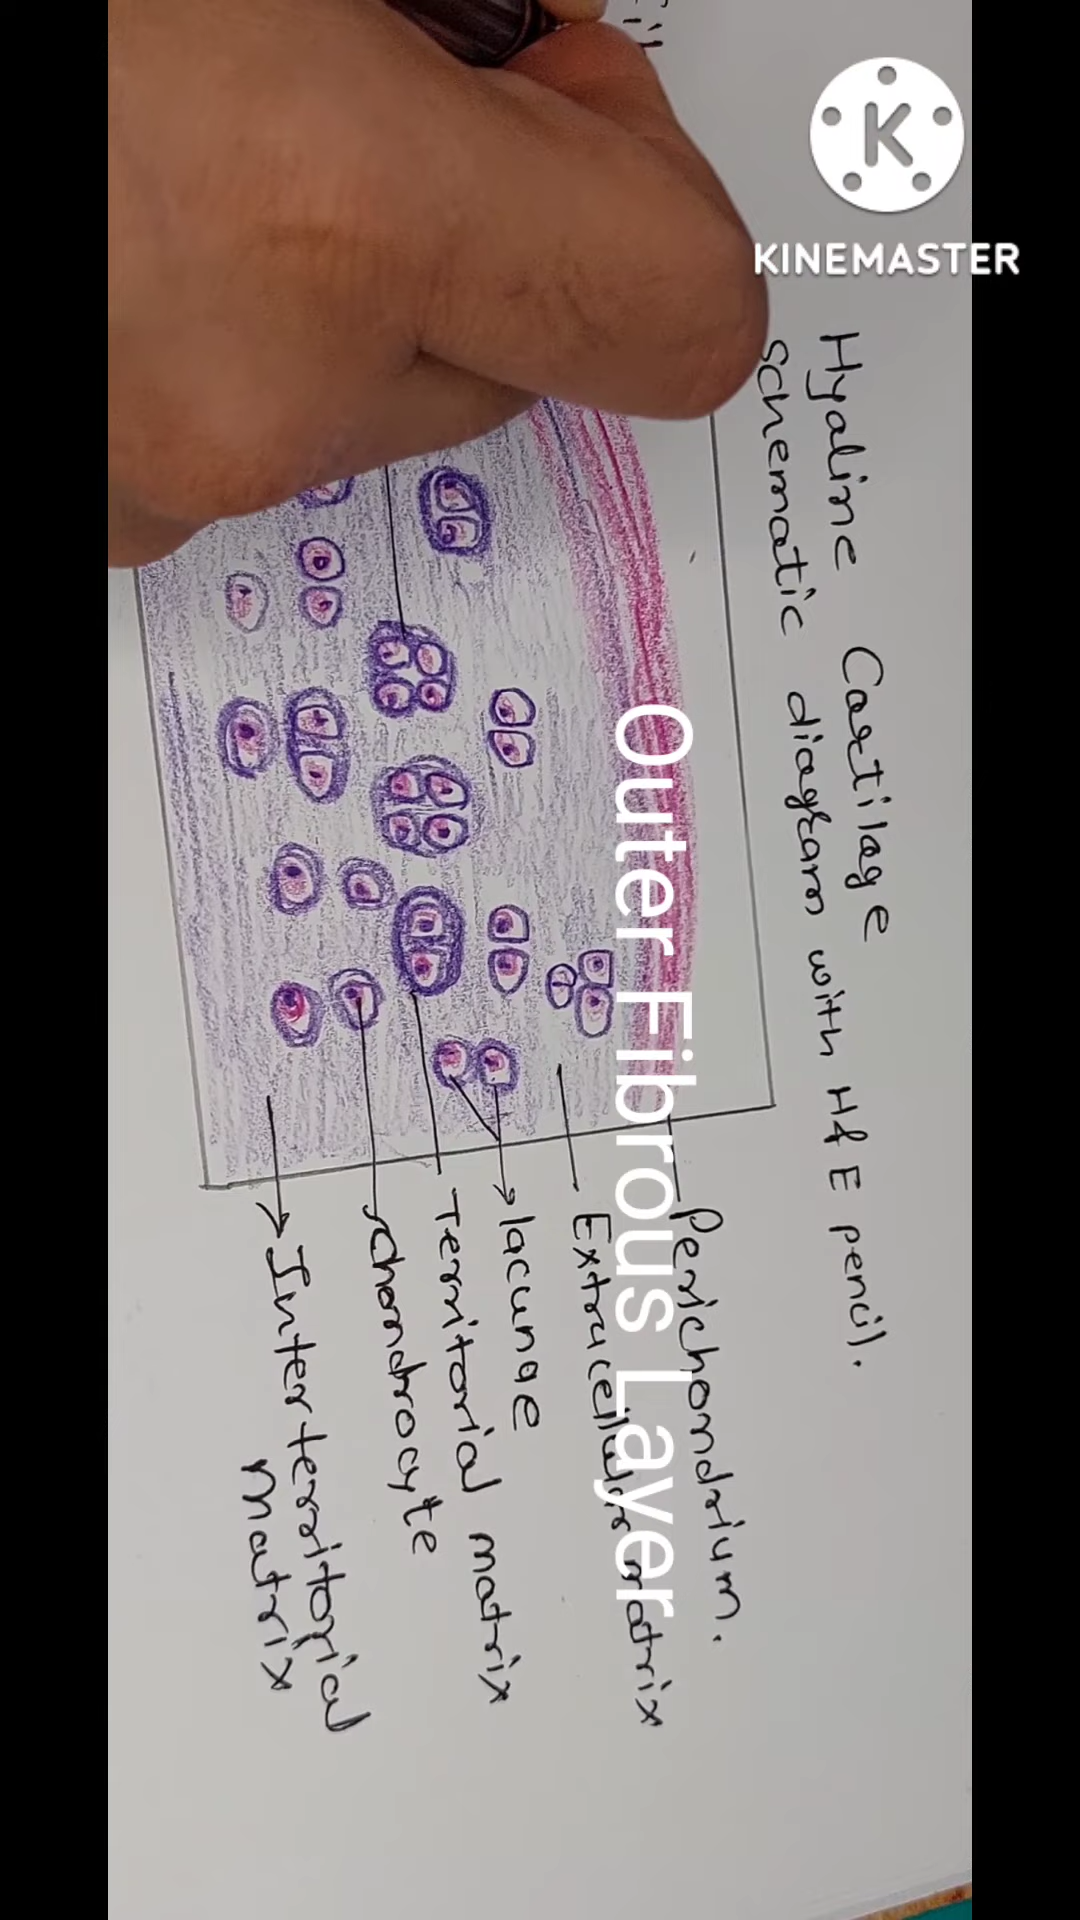 KINEMASTER
Hyaline Cartilage
schematic diagram with H&E pencil.
Outer Fibrous Layer
Perichondrium.
Extracellular matrix
lacunae
Territorial matrix
chondrocyte
Interterritorial
Matrix